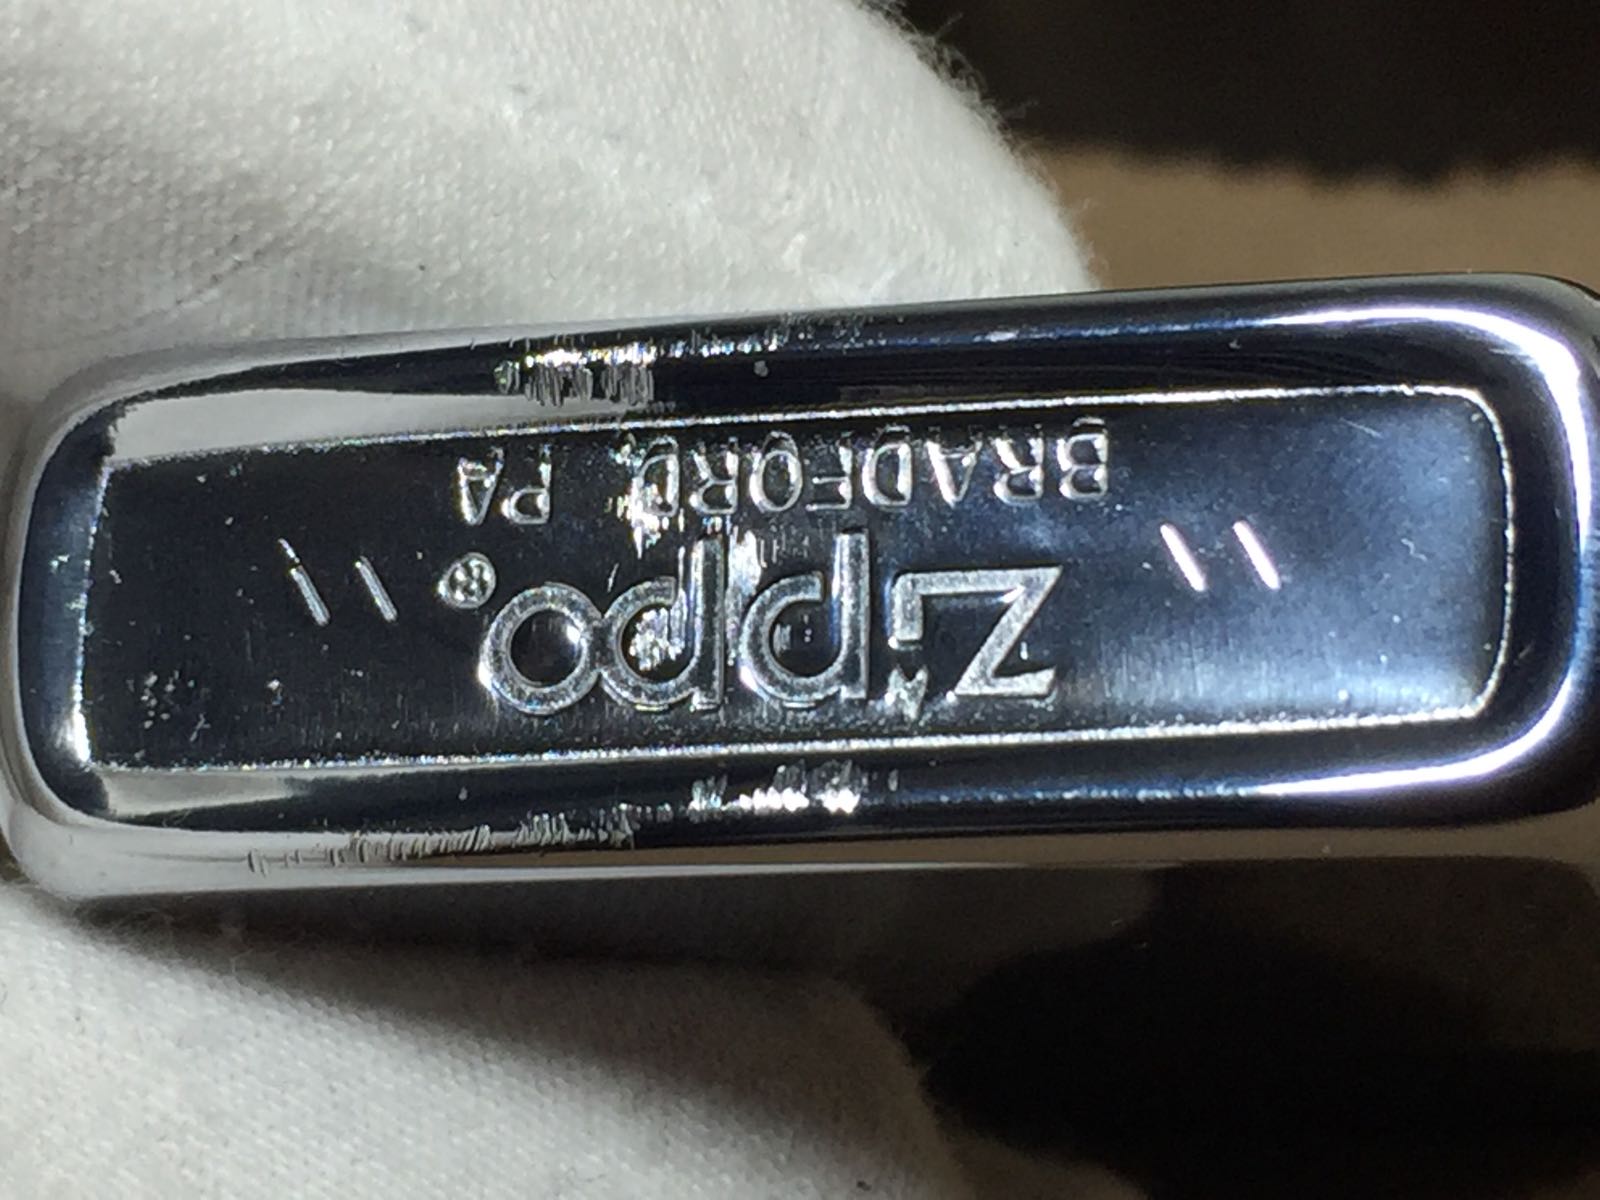 \\ Zippo® \\
BRADFORD, PA